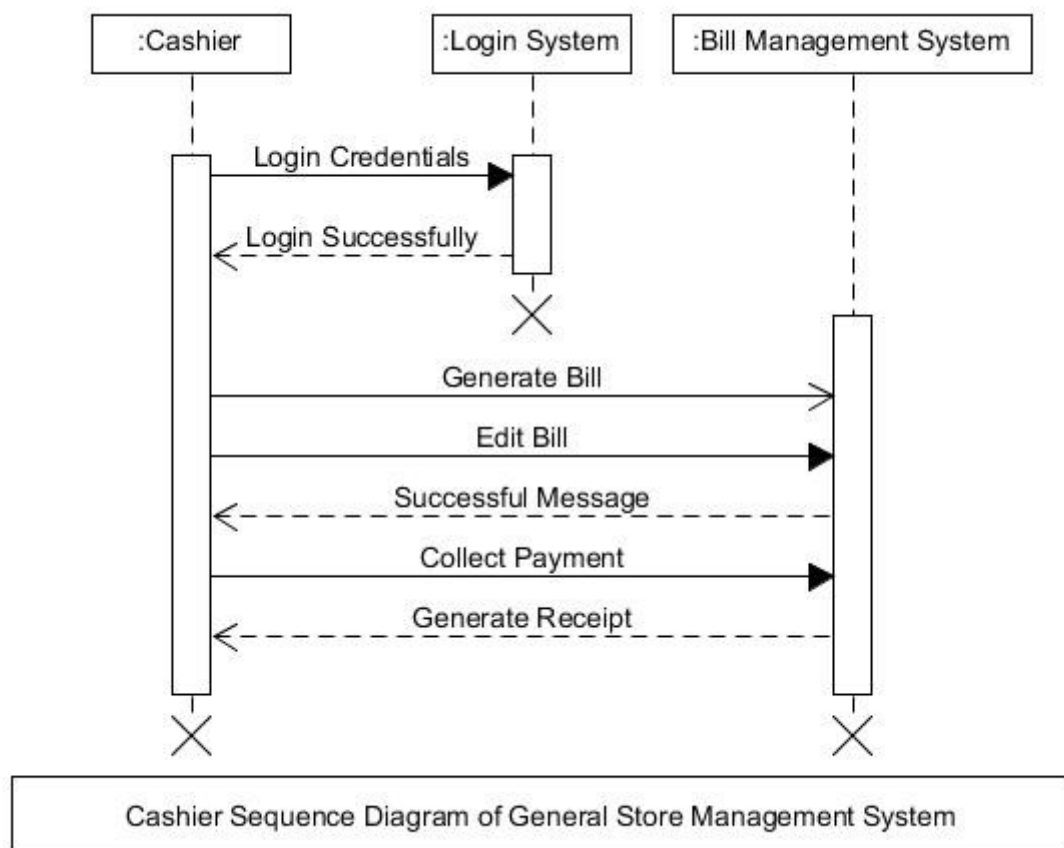 :Cashier
:Login System
:Bill Management System
Login Credentials
Login Successfully
Generate Bill
Edit Bill
Successful Message
Collect Payment
Generate Receipt
Cashier Sequence Diagram of General Store Management System